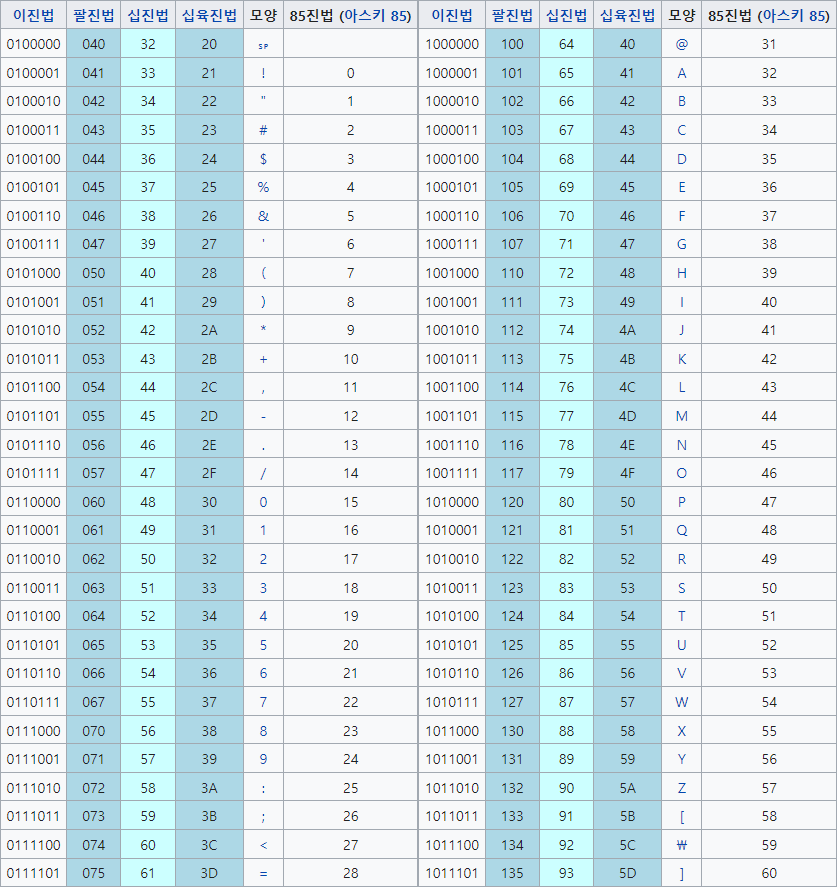 이진법 팔진법 십진법 십육진법 모양 85진법 (아스키 85) 이진법 팔진법 십진법 십육진법 모양 85진법 (아스키 85)
0100000 040 32 20 SP 1000000 100 64 40 @ 31
0100001 041 33 21 ! 0 1000001 101 65 41 A 32
0100010 042 34 22 " 1 1000010 102 66 42 B 33
0100011 043 35 23 # 2 1000011 103 67 43 C 34
0100100 044 36 24 $ 3 1000100 104 68 44 D 35
0100101 045 37 25 % 4 1000101 105 69 45 E 36
0100110 046 38 26 & 5 1000110 106 70 46 F 37
0100111 047 39 27 ' 6 1000111 107 71 47 G 38
0101000 050 40 28 ( 7 1001000 110 72 48 H 39
0101001 051 41 29 ) 8 1001001 111 73 49 I 40
0101010 052 42 2A * 9 1001010 112 74 4A J 41
0101011 053 43 2B + 10 1001011 113 75 4B K 42
0101100 054 44 2C , 11 1001100 114 76 4C L 43
0101101 055 45 2D - 12 1001101 115 77 4D M 44
0101110 056 46 2E . 13 1001110 116 78 4E N 45
0101111 057 47 2F / 14 1001111 117 79 4F O 46
0110000 060 48 30 0 15 1010000 120 80 50 P 47
0110001 061 49 31 1 16 1010001 121 81 51 Q 48
0110010 062 50 32 2 17 1010010 122 82 52 R 49
0110011 063 51 33 3 18 1010011 123 83 53 S 50
0110100 064 52 34 4 19 1010100 124 84 54 T 51
0110101 065 53 35 5 20 1010101 125 85 55 U 52
0110110 066 54 36 6 21 1010110 126 86 56 V 53
0110111 067 55 37 7 22 1010111 127 87 57 W 54
0111000 070 56 38 8 23 1011000 130 88 58 X 55
0111001 071 57 39 9 24 1011001 131 89 59 Y 56
0111010 072 58 3A : 25 1011010 132 90 5A Z 57
0111011 073 59 3B ; 26 1011011 133 91 5B [ 58
0111100 074 60 3C < 27 1011100 134 92 5C ₩ 59
0111101 075 61 3D = 28 1011101 135 93 5D ] 60